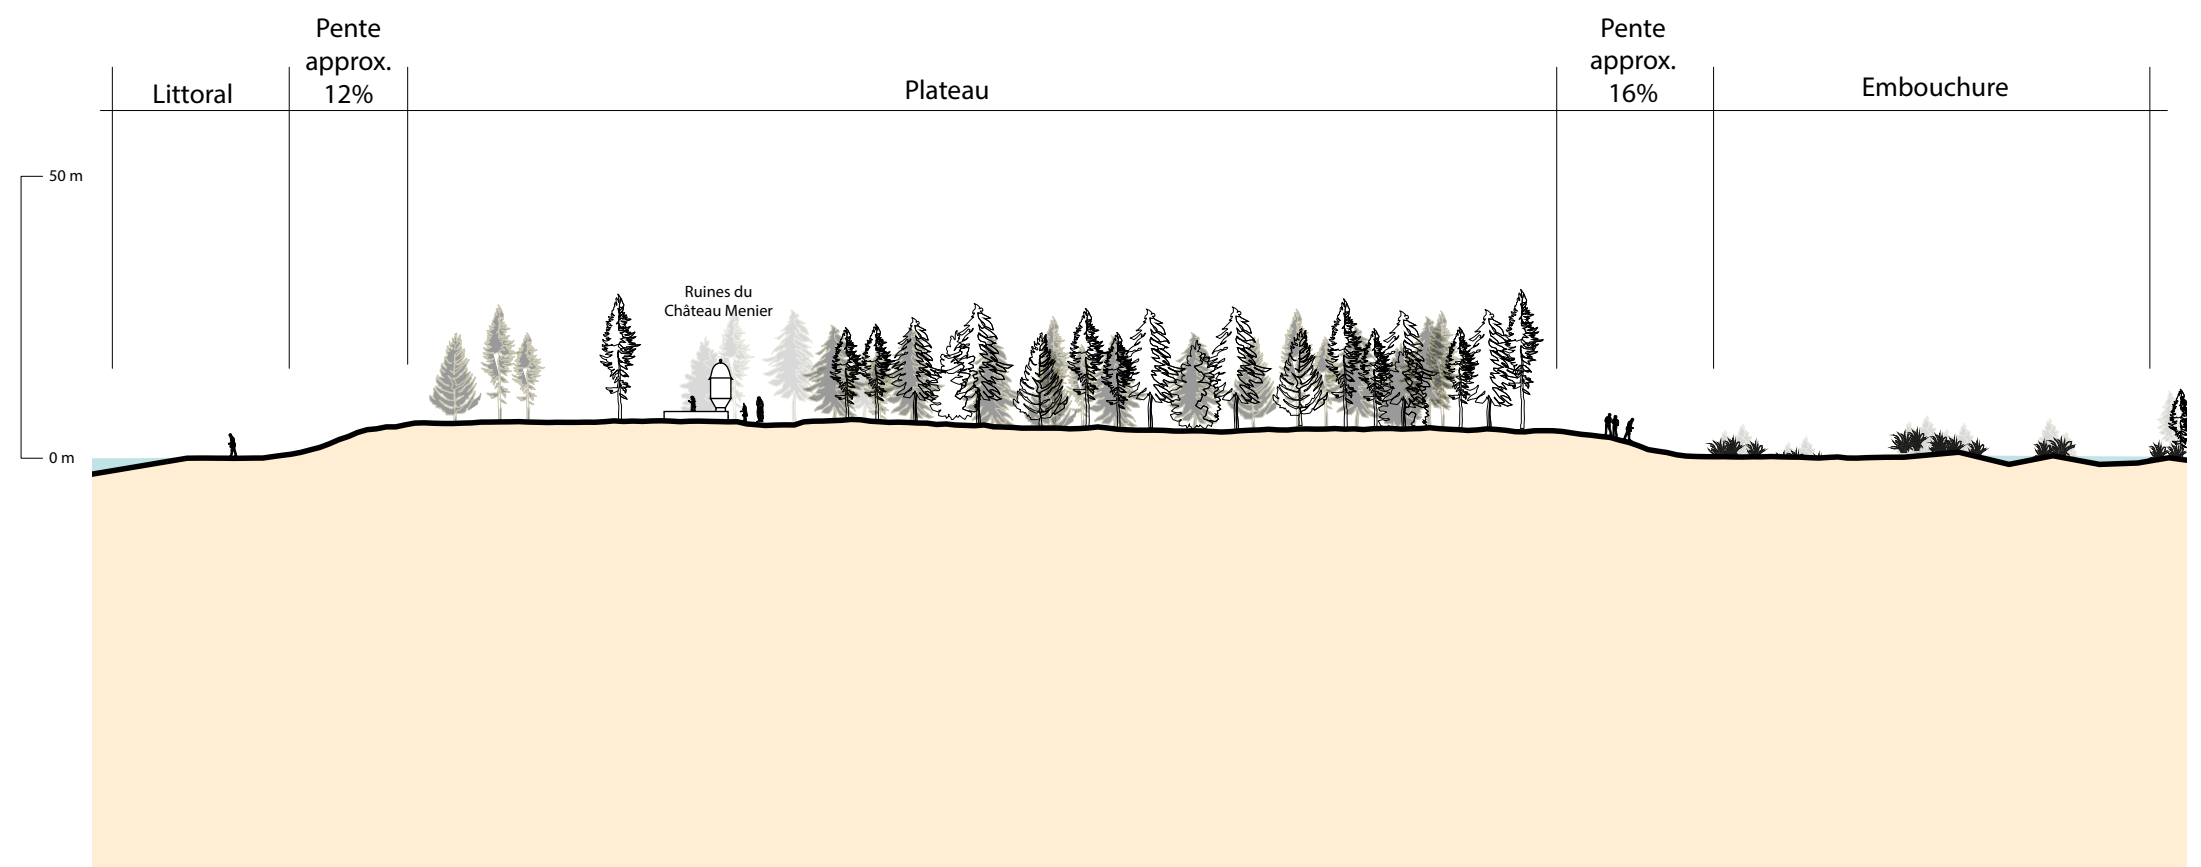 Pente
approx.
12%
Littoral
Plateau
Pente
approx.
16%
Embouchure
50 m
Ruines du
Château Menier
0 m